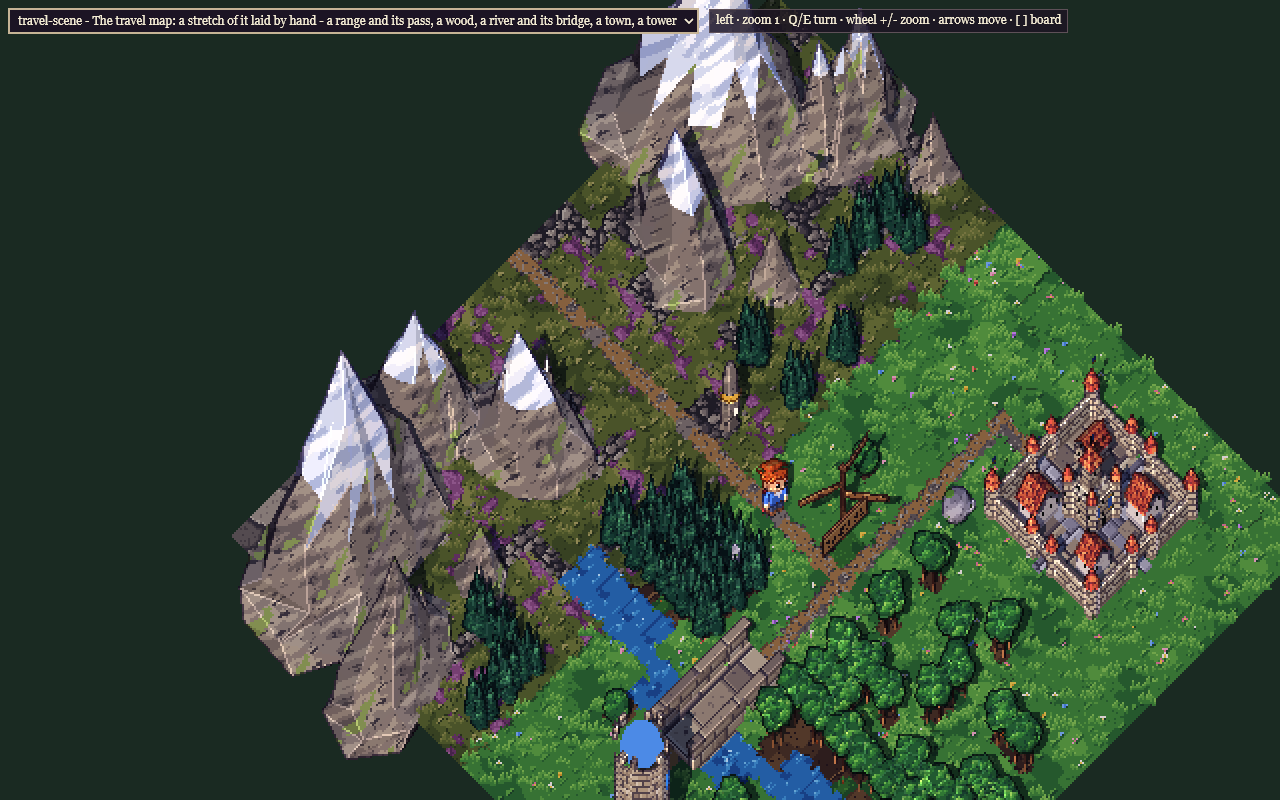 travel-scene - The travel map: a stretch of it laid by hand - a range and its pass, a wood, a river and its bridge, a town, a tower
left · zoom 1 · Q/E turn · wheel +/- zoom · arrows move · [ ] board